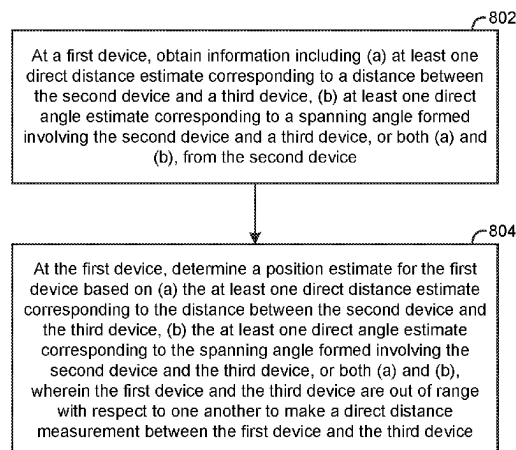 802
At a first device, obtain information including (a) at least one
direct distance estimate corresponding to a distance between
the second device and a third device, (b) at least one direct
angle estimate corresponding to a spanning angle formed
involving the second device and a third device, or both (a) and
(b), from the second device
804
At the first device, determine a position estimate for the first
device based on (a) the at least one direct distance estimate
corresponding to the distance between the second device and
the third device, (b) the at least one direct angle estimate
corresponding to the spanning angle formed involving the
second device and the third device, or both (a) and (b),
wherein the first device and the third device are out of range
with respect to one another to make a direct distance
measurement between the first device and the third device